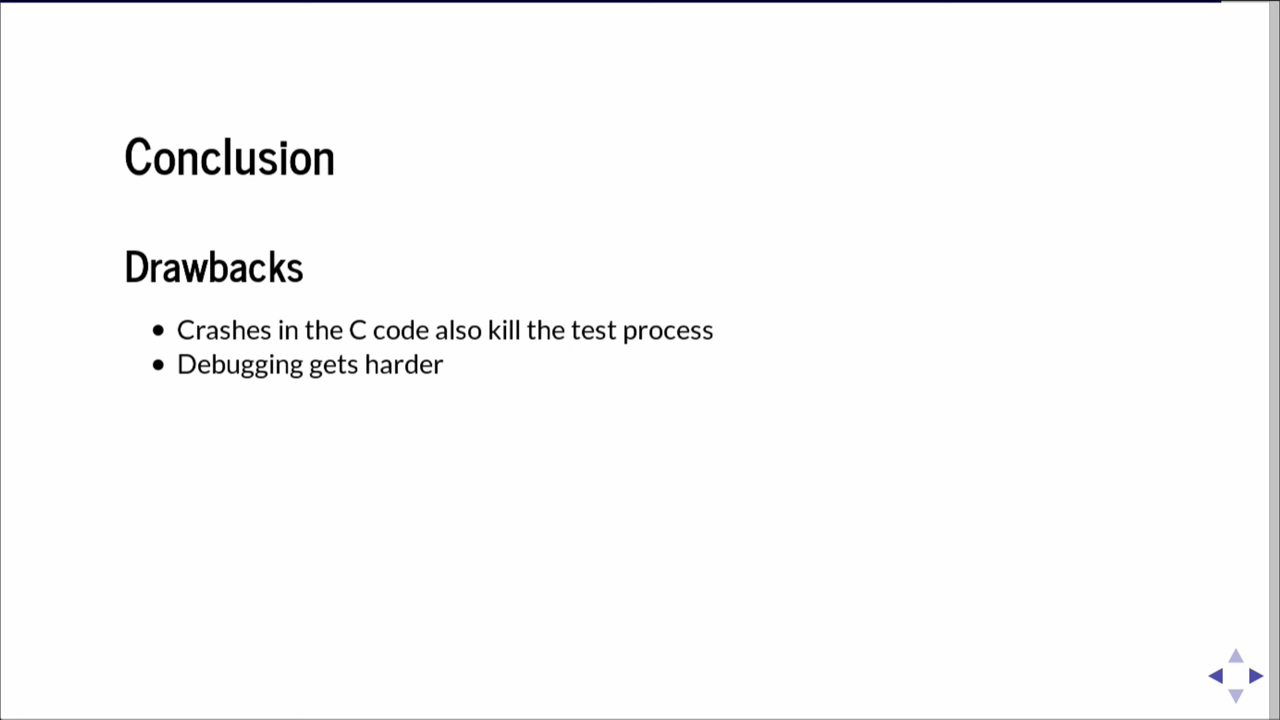 Conclusion
Drawbacks
Crashes in the C code also kill the test process
Debugging gets harder